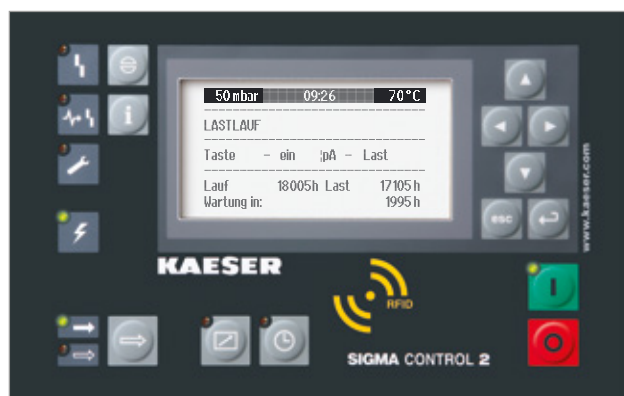 50 mbar 09:26 70°C
LASTLAUF
Taste - ein ¦pA - Last
Lauf 18005h Last 17105h
Wartung in: 1995h
esc
www.kaeser.com
KAESER
RFID
SIGMA CONTROL 2